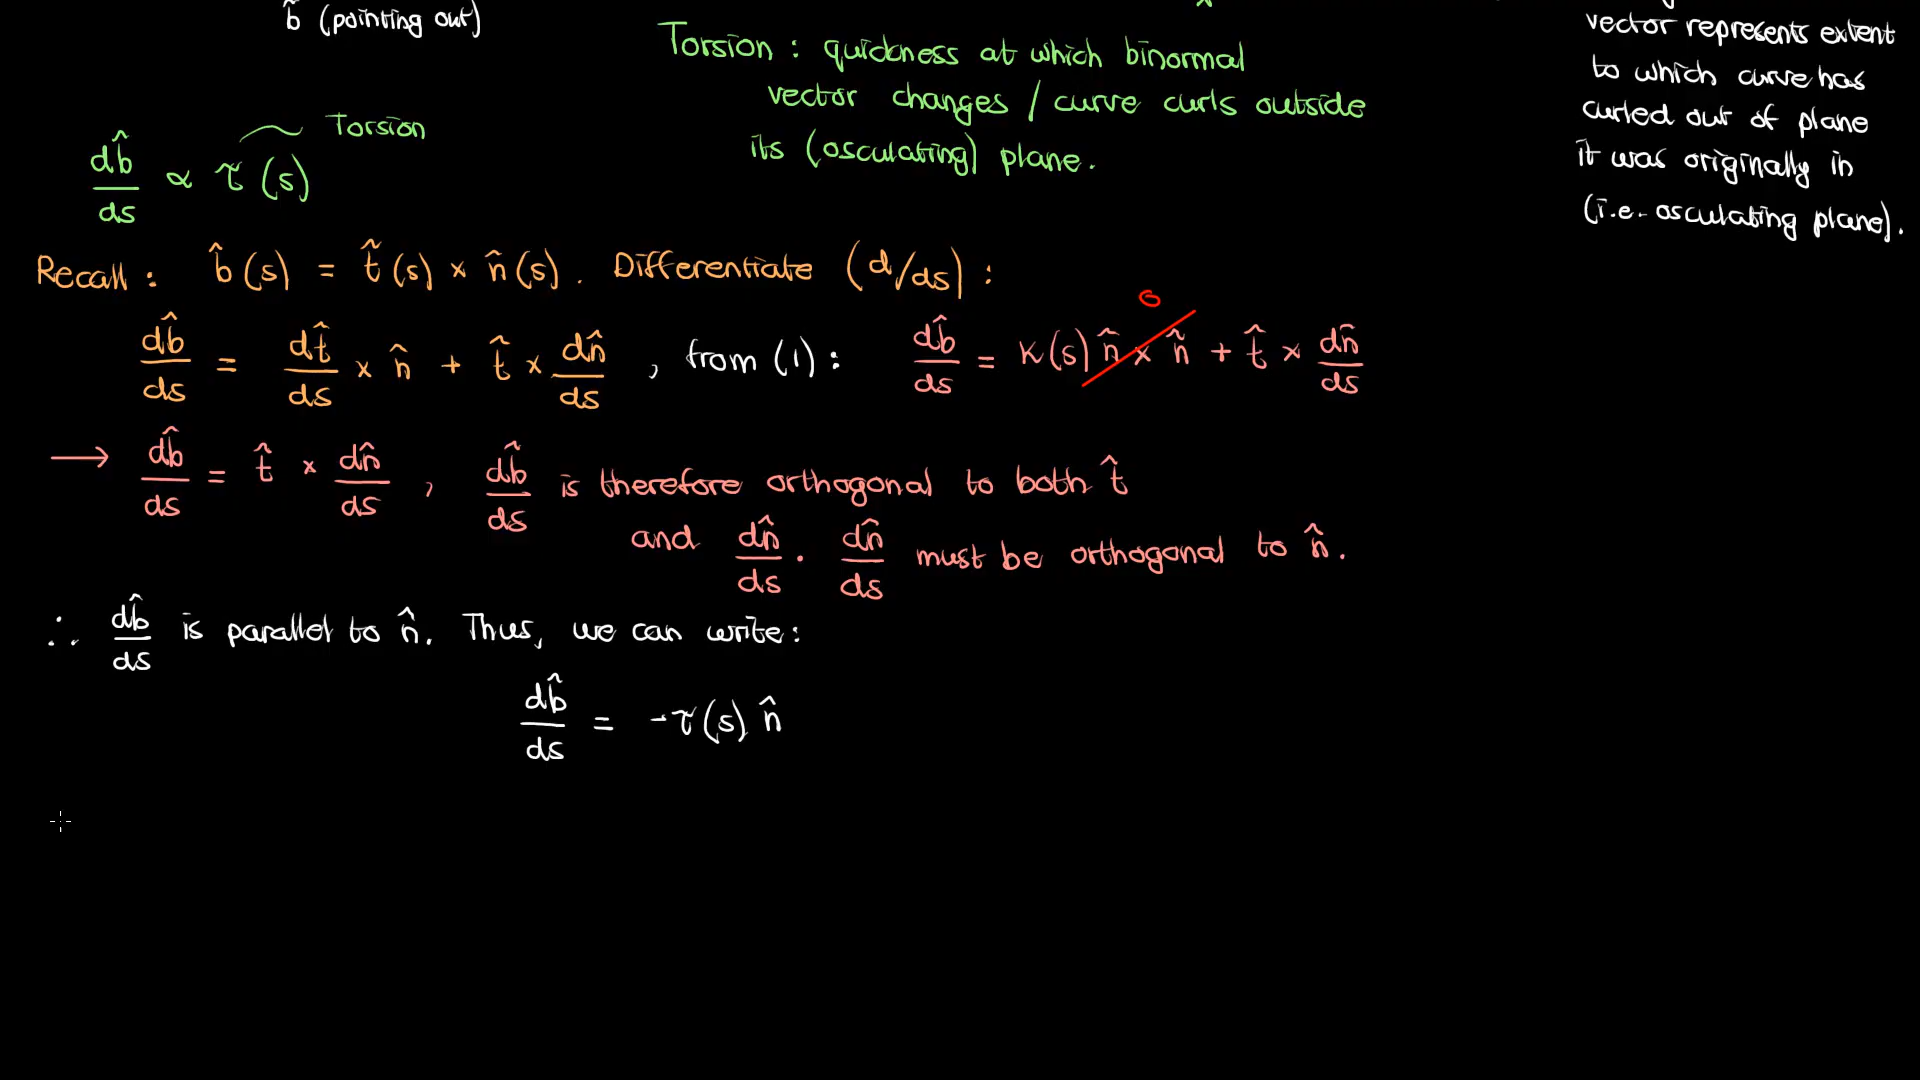 b̂ (pointing out)
Torsion : quickness at which binormal
vector changes / curve curls outside
its (osculating) plane.
vector represents extent
to which curve has
curled out of plane
it was originally in
(i.e. osculating plane).
Torsion
db̂/ds ∝ τ(s)
Recall : b̂(s) = t̂(s) × n̂(s). Differentiate (d/ds) :
db̂/ds = dt̂/ds × n̂ + t̂ × dn̂/ds , from (1) : db̂/ds = κ(s) n̂ × n̂ + t̂ × dn̂/ds
0
→ db̂/ds = t̂ × dn̂/ds , db̂/ds is therefore orthogonal to both t̂
and dn̂/ds . dn̂/ds must be orthogonal to n̂.
∴ db̂/ds is parallel to n̂. Thus, we can write :
db̂/ds = -τ(s) n̂